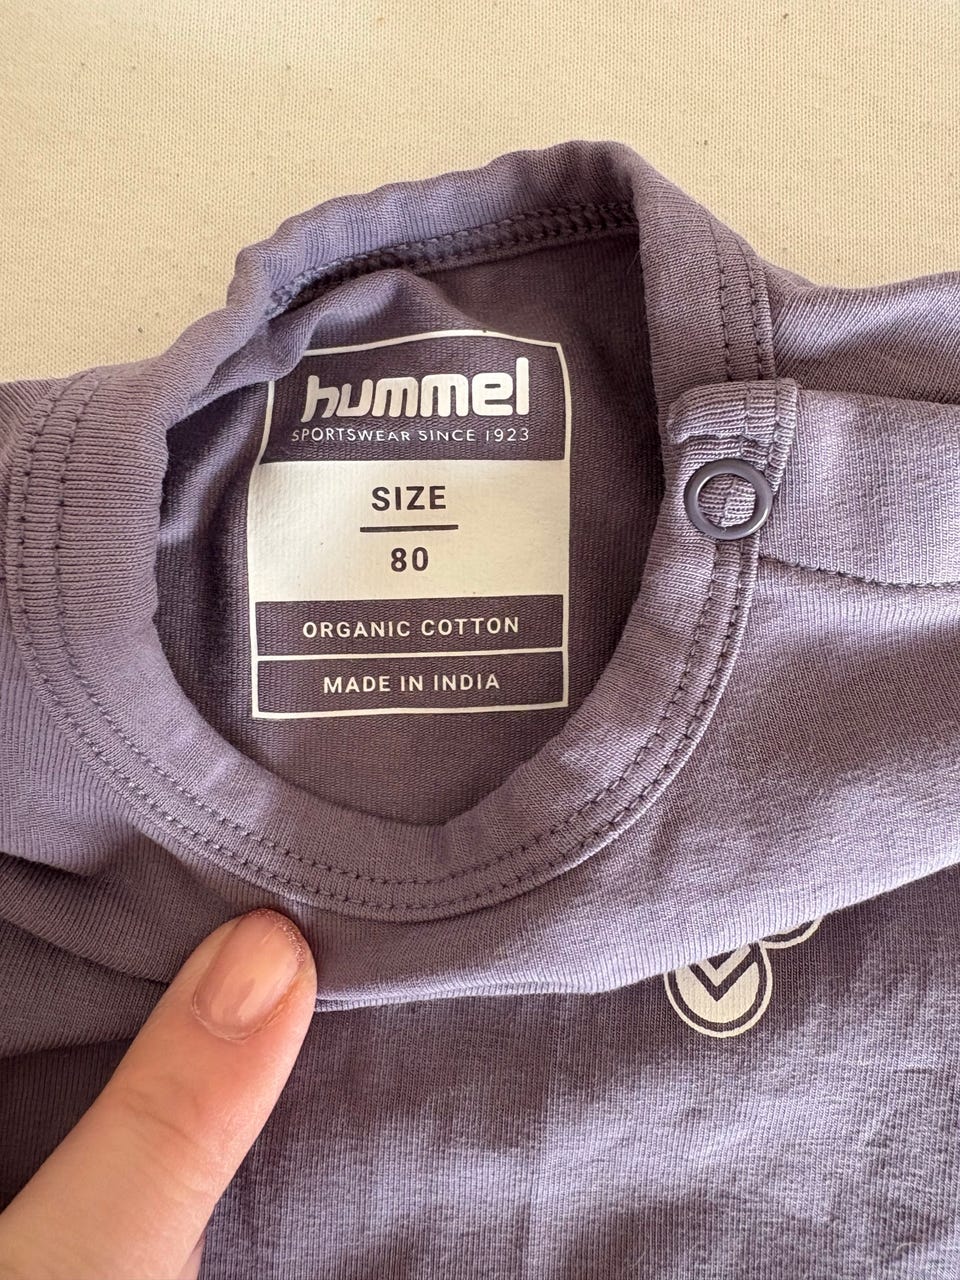 hummel
SPORTSWEAR SINCE 1923
SIZE
80
ORGANIC COTTON
MADE IN INDIA